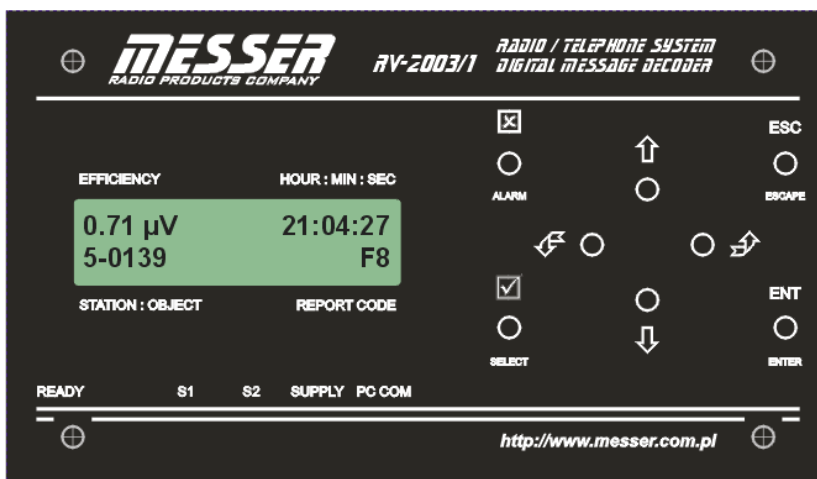 MESSER
RADIO PRODUCTS COMPANY
RV-2003/1
RADIO / TELEPHONE SYSTEM
DIGITAL MESSAGE DECODER
ESC
ALARM
ESCAPE
EFFICIENCY HOUR : MIN : SEC
0.71 µV 21:04:27
5-0139 F8
STATION : OBJECT REPORT CODE
ENT
SELECT
ENTER
READY S1 S2 SUPPLY PC COM
http://www.messer.com.pl